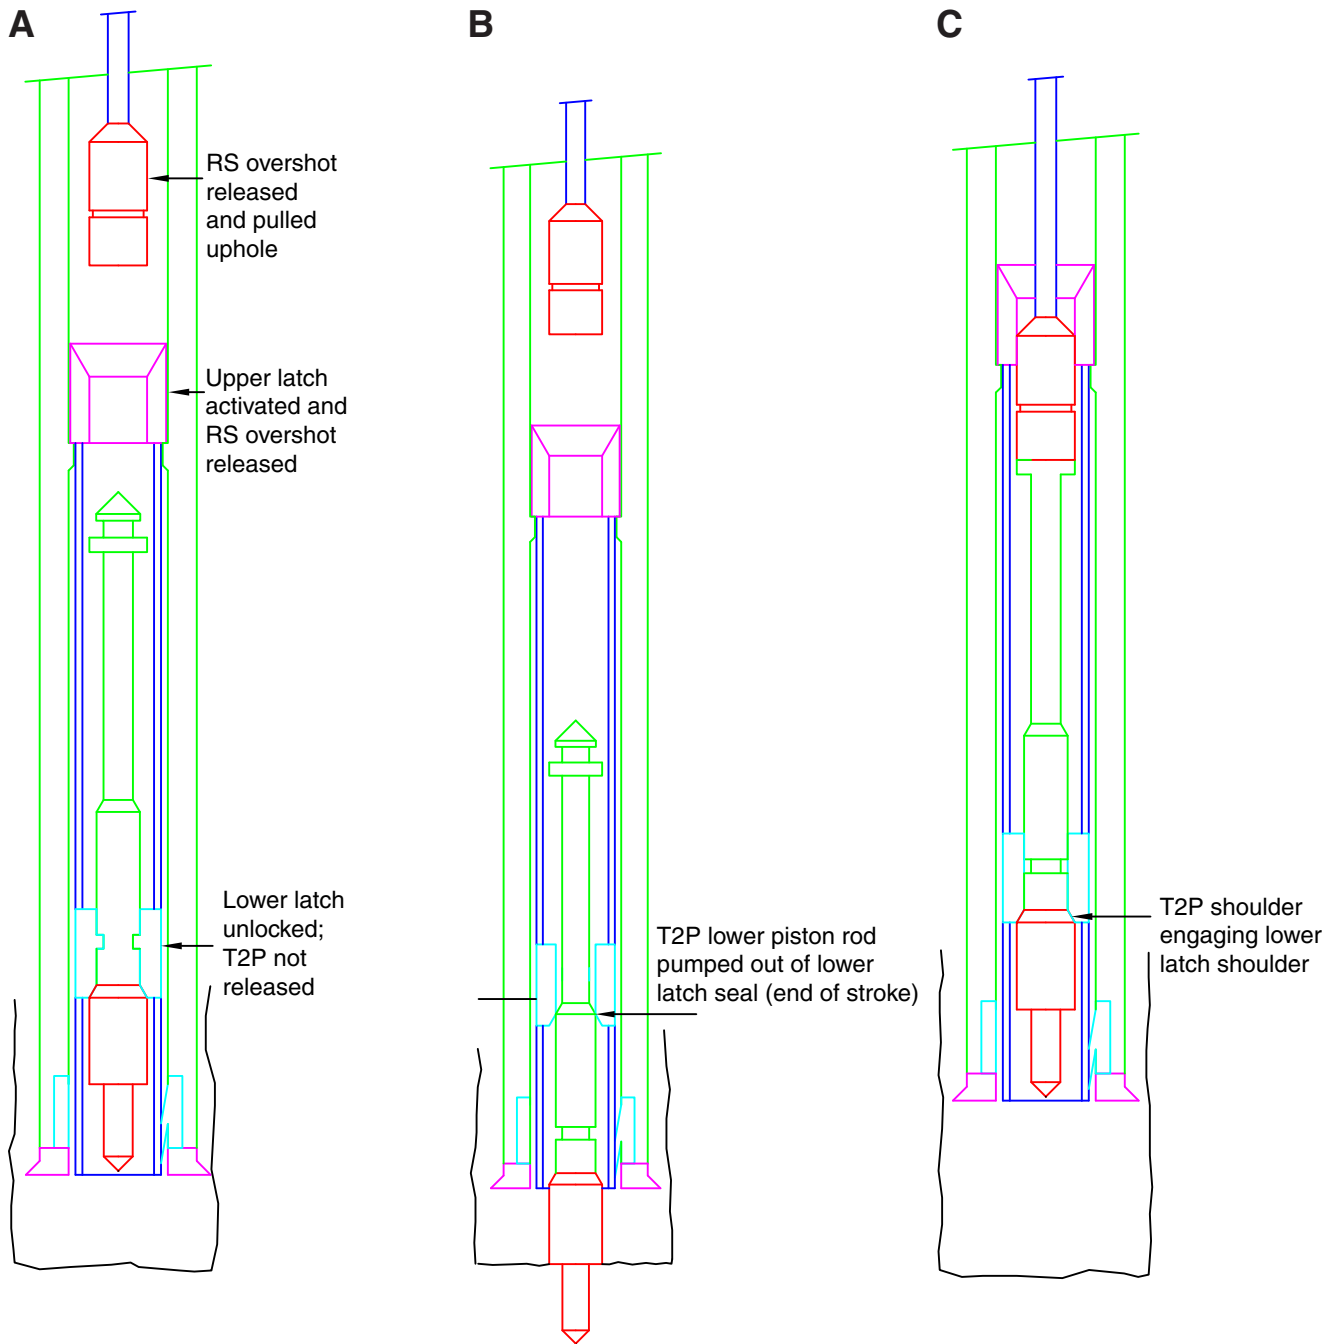 A
B
C
RS overshot
released
and pulled
uphole
Upper latch
activated and
RS overshot
released
Lower latch
unlocked;
T2P not
released
T2P lower piston rod
pumped out of lower
latch seal (end of stroke)
T2P shoulder
engaging lower
latch shoulder